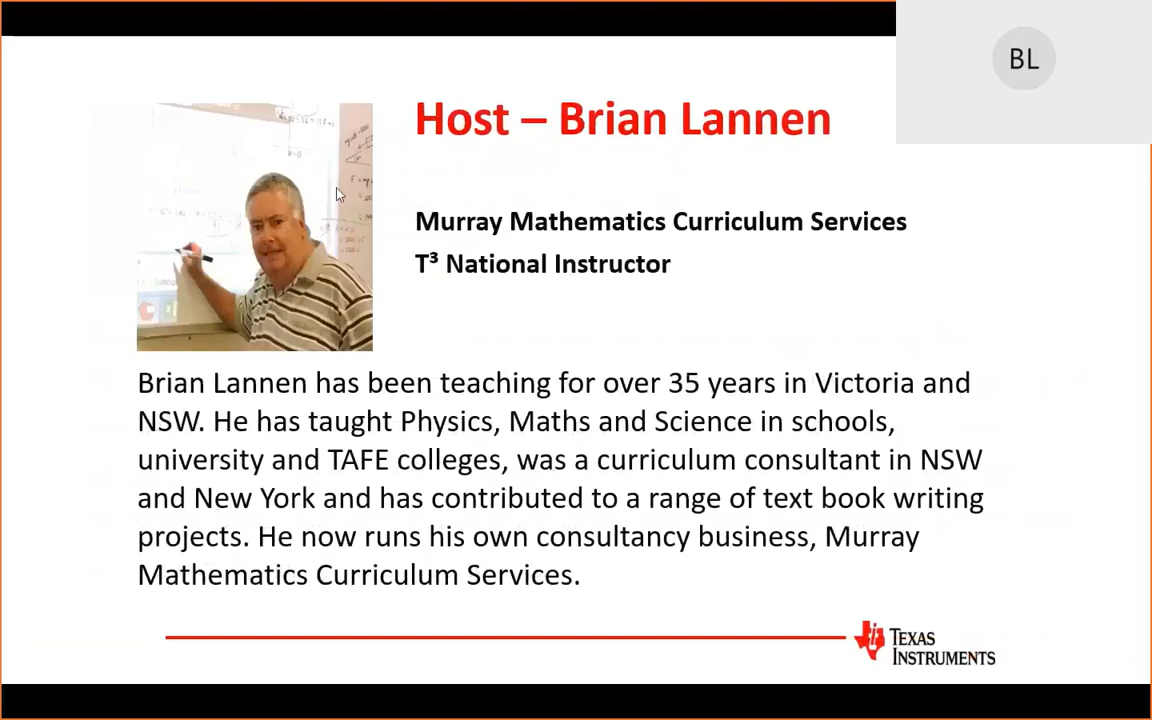 BL
Host – Brian Lannen
Murray Mathematics Curriculum Services
T³ National Instructor
Brian Lannen has been teaching for over 35 years in Victoria and
NSW. He has taught Physics, Maths and Science in schools,
university and TAFE colleges, was a curriculum consultant in NSW
and New York and has contributed to a range of text book writing
projects. He now runs his own consultancy business, Murray
Mathematics Curriculum Services.
TEXAS
INSTRUMENTS